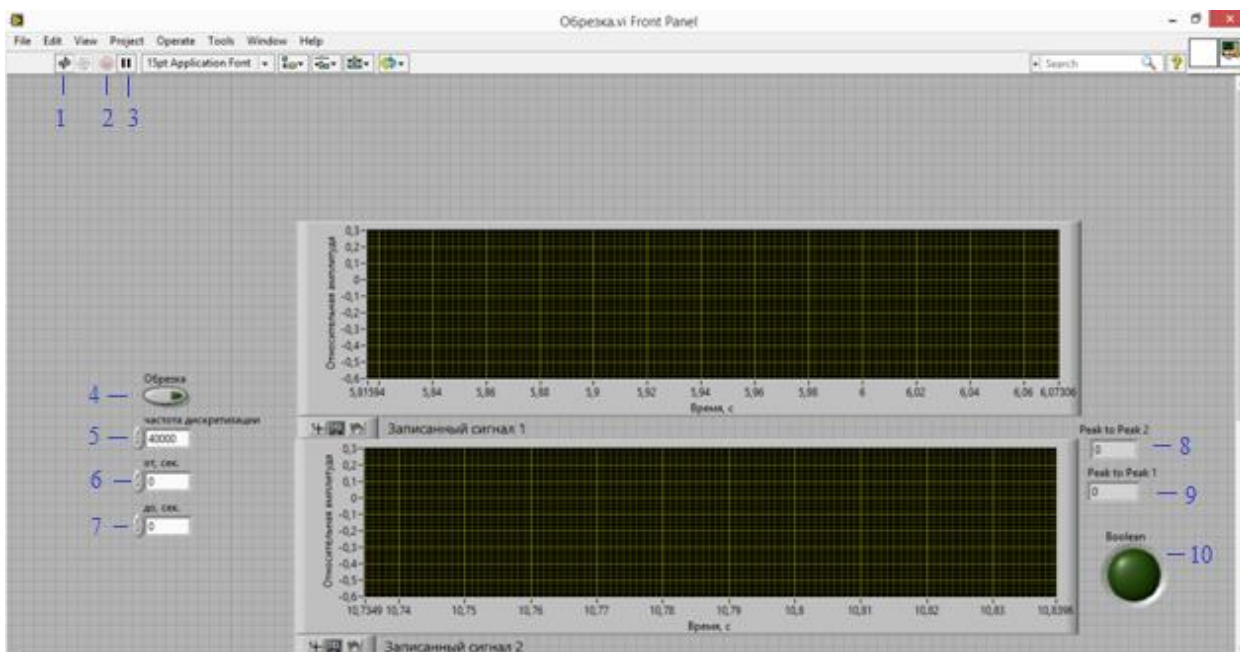 Обрезка.vi Front Panel
File Edit View Project Operate Tools Window Help
15pt Application Font
Search
1 2 3
0,3
0,2
0,1
0
-0,1
-0,2
-0,3
-0,4
-0,5
-0,6
Относительная амплитуда
5,81594 5,84 5,86 5,88 5,9 5,92 5,94 5,96 5,98 6 6,02 6,04 6,06 6,07306
Время, с
Записанный сигнал 1
4
Обрезка
5
частота дискретизации
40000
6
от, сек.
0
7
до, сек.
0
0,3
0,2
0,1
0
-0,1
-0,2
-0,3
-0,4
-0,5
-0,6
Относительная амплитуда
10,7349 10,74 10,75 10,76 10,77 10,78 10,79 10,8 10,81 10,82 10,83 10,8396
Время, с
Записанный сигнал 2
Peak to Peak 2
0
8
Peak to Peak 1
0
9
Boolean
10